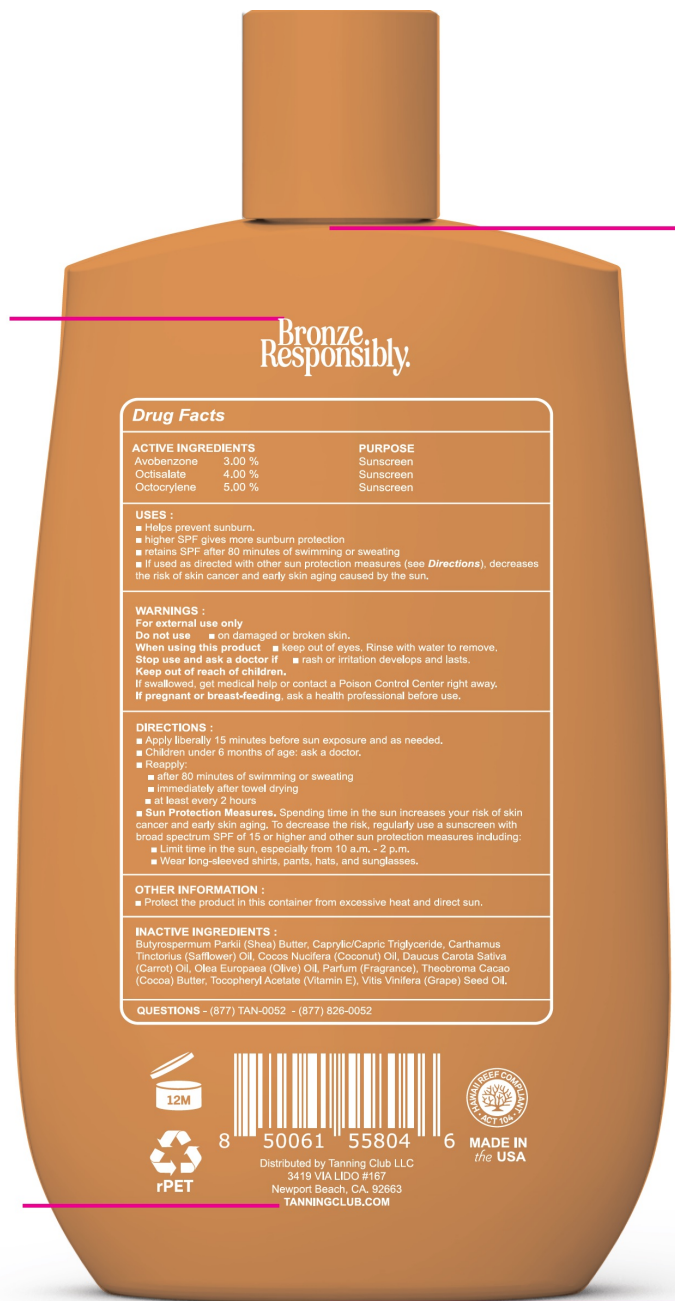 Bronze
Responsibly.
Drug Facts
ACTIVE INGREDIENTS PURPOSE
Avobenzone 3.00 % Sunscreen
Octisalate 4.00 % Sunscreen
Octocrylene 5.00 % Sunscreen
USES :
■ Helps prevent sunburn.
■ higher SPF gives more sunburn protection
■ retains SPF after 80 minutes of swimming or sweating
■ If used as directed with other sun protection measures (see Directions), decreases
the risk of skin cancer and early skin aging caused by the sun.
WARNINGS :
For external use only
Do not use ■ on damaged or broken skin.
When using this product ■ keep out of eyes. Rinse with water to remove.
Stop use and ask a doctor if ■ rash or irritation develops and lasts.
Keep out of reach of children.
If swallowed, get medical help or contact a Poison Control Center right away.
If pregnant or breast-feeding, ask a health professional before use.
DIRECTIONS :
■ Apply liberally 15 minutes before sun exposure and as needed.
■ Children under 6 months of age: ask a doctor.
■ Reapply:
■ after 80 minutes of swimming or sweating
■ immediately after towel drying
■ at least every 2 hours
■ Sun Protection Measures. Spending time in the sun increases your risk of skin
cancer and early skin aging. To decrease the risk, regularly use a sunscreen with
broad spectrum SPF of 15 or higher and other sun protection measures including:
■ Limit time in the sun, especially from 10 a.m. - 2 p.m.
■ Wear long-sleeved shirts, pants, hats, and sunglasses.
OTHER INFORMATION :
■ Protect the product in this container from excessive heat and direct sun.
INACTIVE INGREDIENTS :
Butyrospermum Parkii (Shea) Butter, Caprylic/Capric Triglyceride, Carthamus
Tinctorius (Safflower) Oil, Cocos Nucifera (Coconut) Oil, Daucus Carota Sativa
(Carrot) Oil, Olea Europaea (Olive) Oil, Parfum (Fragrance), Theobroma Cacao
(Cocoa) Butter, Tocopheryl Acetate (Vitamin E), Vitis Vinifera (Grape) Seed Oil.
QUESTIONS - (877) TAN-0052 - (877) 826-0052
12M
rPET
8 50061 55804 6
HAWAII REEF COMPLIANT
• ACT 104 •
MADE IN
the USA
Distributed by Tanning Club LLC
3419 VIA LIDO #167
Newport Beach, CA. 92663
TANNINGCLUB.COM